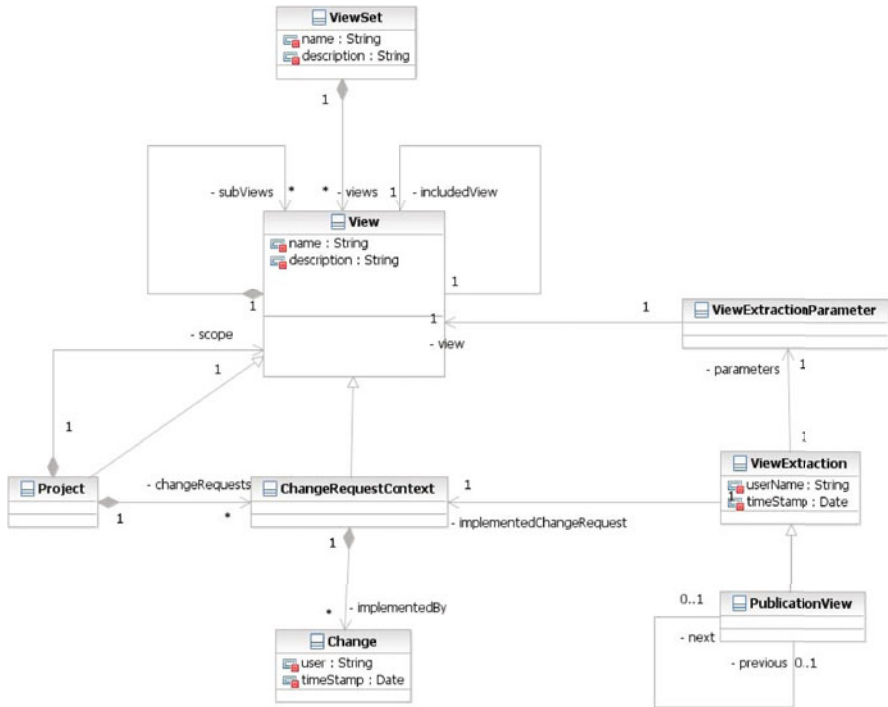 ViewSet
name : String
description : String
1
- subViews
*
*
- views
1
- includedView
View
name : String
description : String
1
1
- scope
1
- view
1
ViewExtractionParameter
- parameters
1
1
1
1
Project
- changeRequests
1
*
ChangeRequestContext
1
- implementedChangeRequest
ViewExtraction
userName : String
1
timeStamp : Date
1
*
- implementedBy
Change
user : String
timeStamp : Date
0..1
PublicationView
- next
- previous
0..1